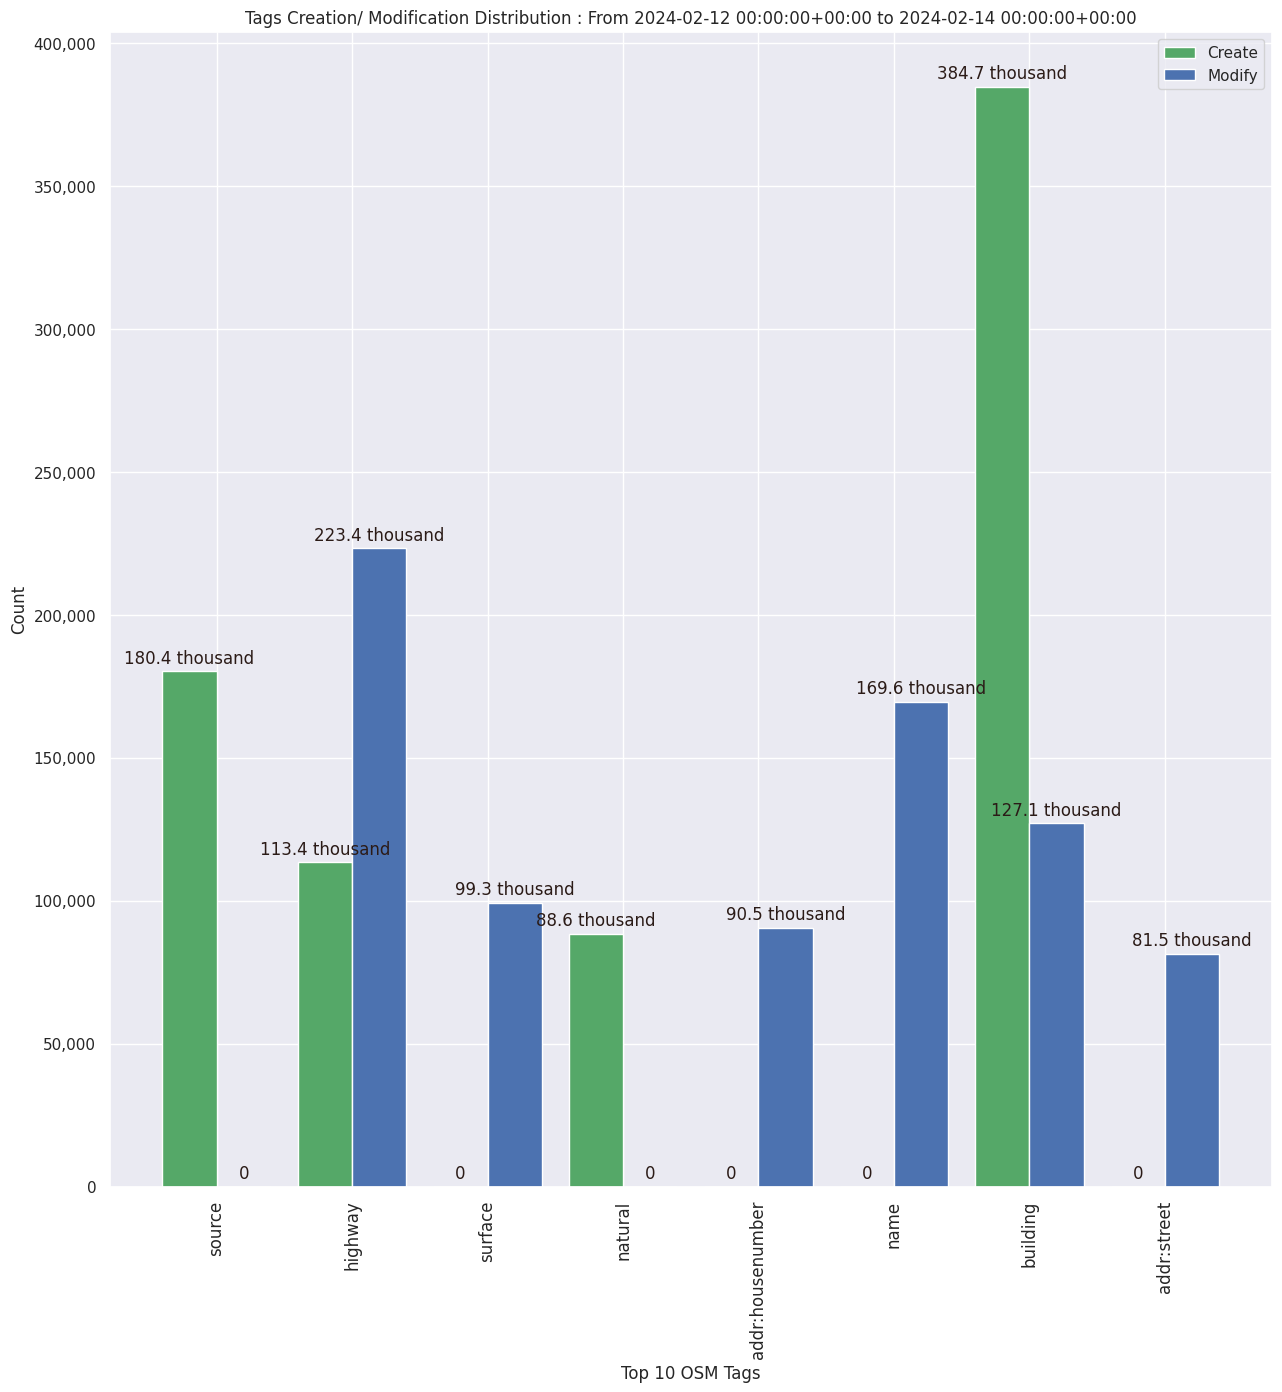 Tags Creation/ Modification Distribution : From 2024-02-12 00:00:00+00:00 to 2024-02-14 00:00:00+00:00
Create
Modify
Count
400,000
350,000
300,000
250,000
200,000
150,000
100,000
50,000
0
180.4 thousand
0
113.4 thousand
223.4 thousand
0
99.3 thousand
88.6 thousand
0
0
90.5 thousand
0
169.6 thousand
384.7 thousand
127.1 thousand
0
81.5 thousand
source
highway
surface
natural
addr:housenumber
name
building
addr:street
Top 10 OSM Tags